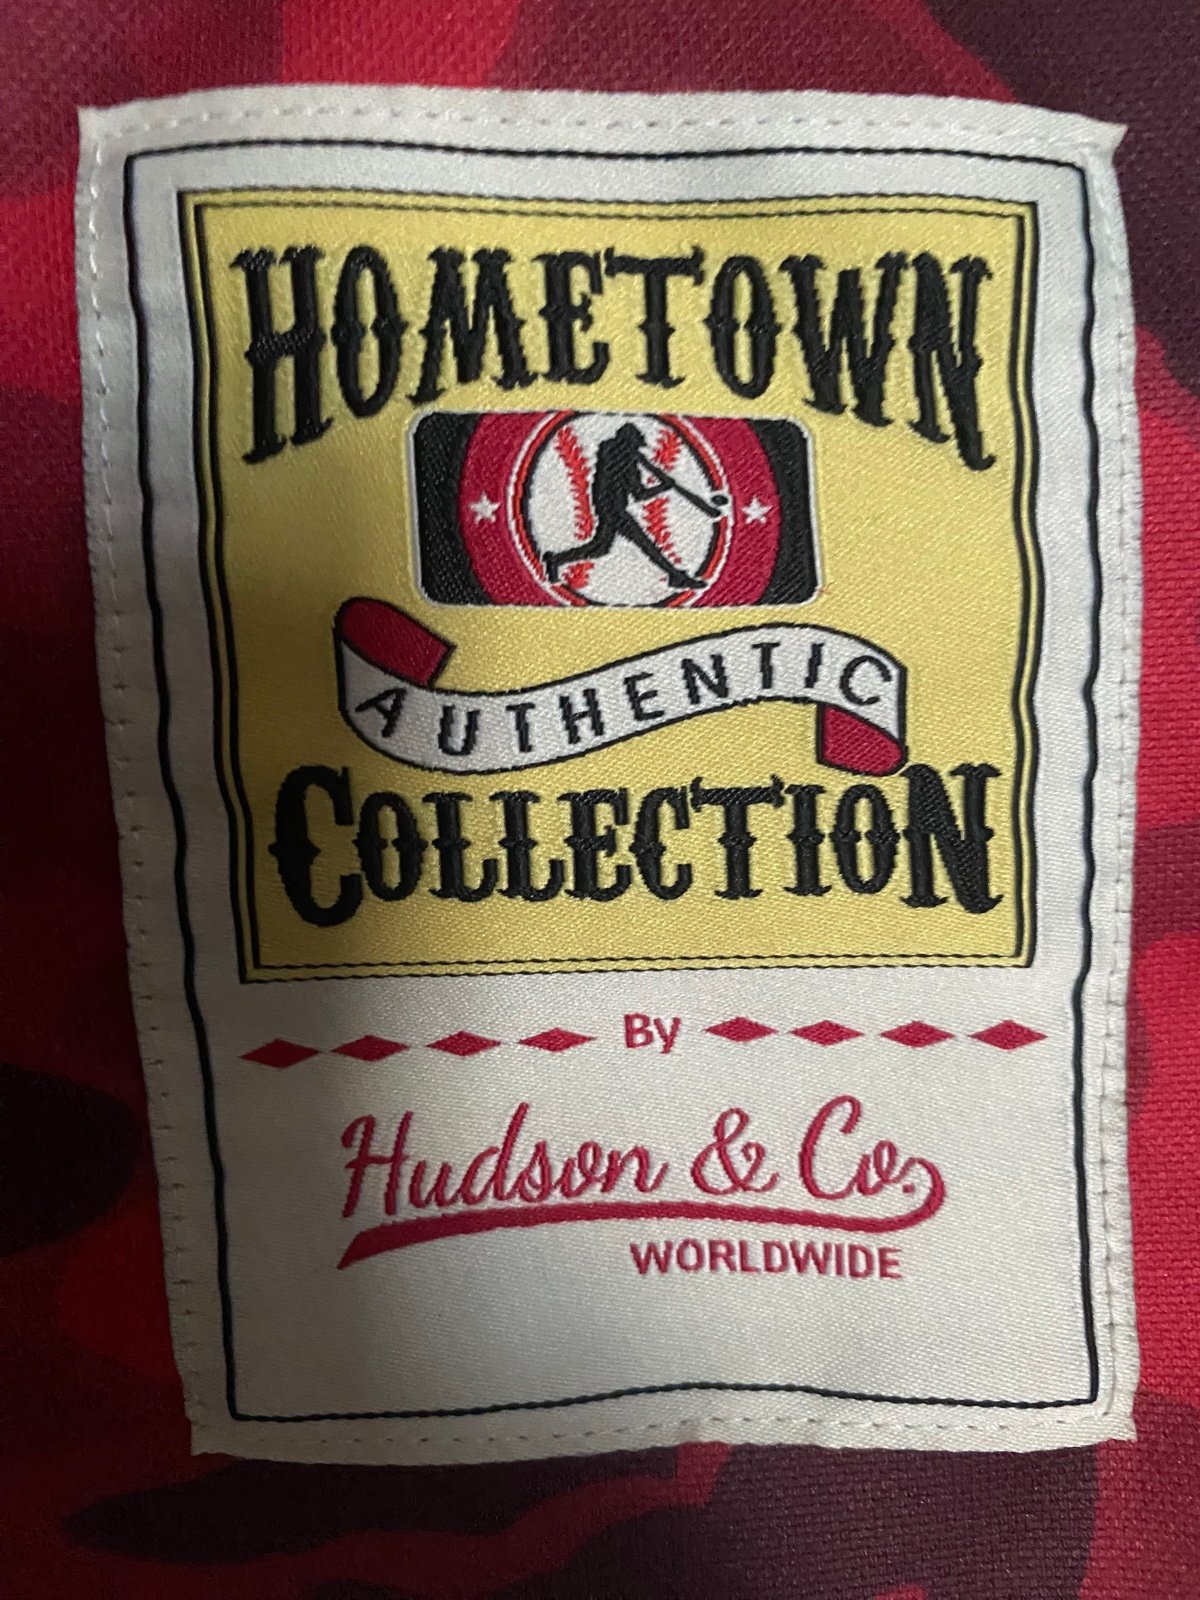 HOMETOWN
AUTHENTIC
COLLECTION
By
Hudson & Co.
WORLDWIDE